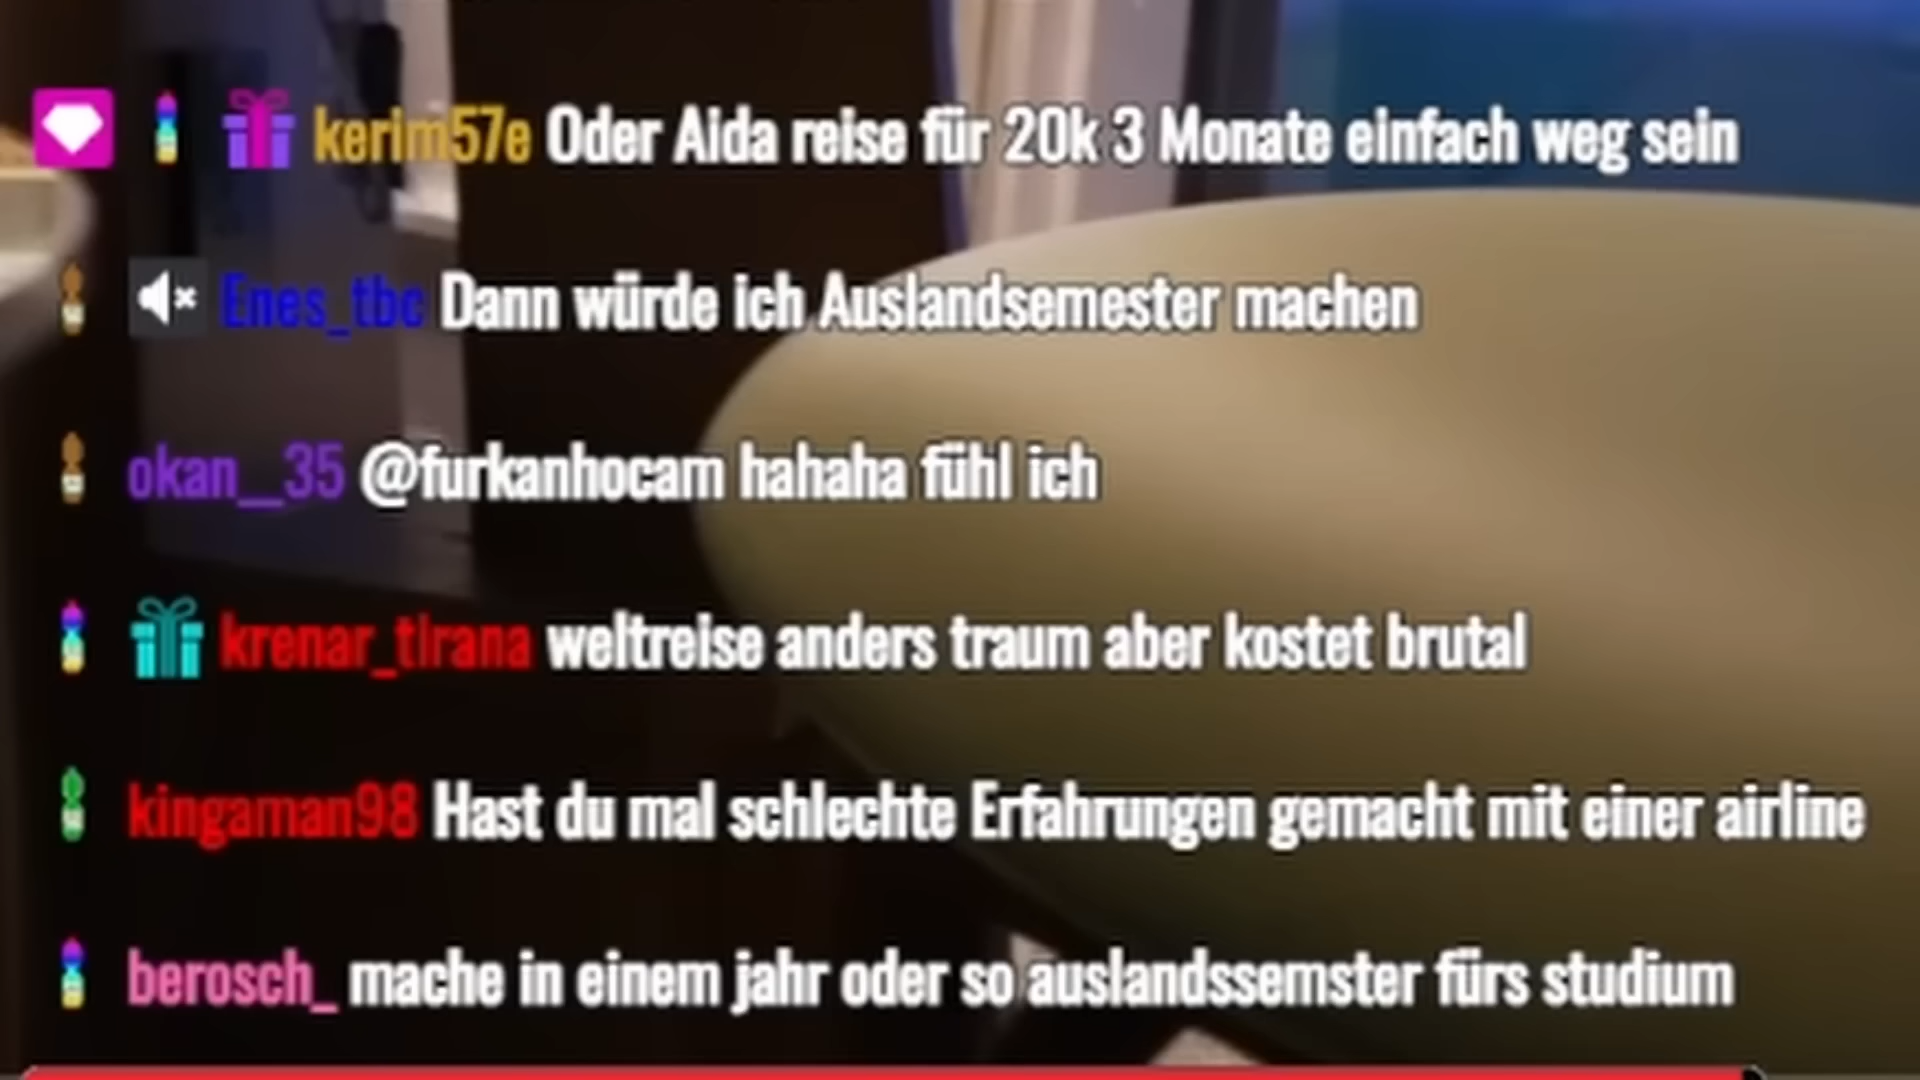 kerim57e Oder Aida reise für 20k 3 Monate einfach weg sein
Enes_tbc Dann würde ich Auslandsemester machen
okan__35 @furkanhocam hahaha fühl ich
krenar_tirana weltreise anders traum aber kostet brutal
kingaman98 Hast du mal schlechte Erfahrungen gemacht mit einer airline
berosch_ mache in einem jahr oder so auslandssemster fürs studium